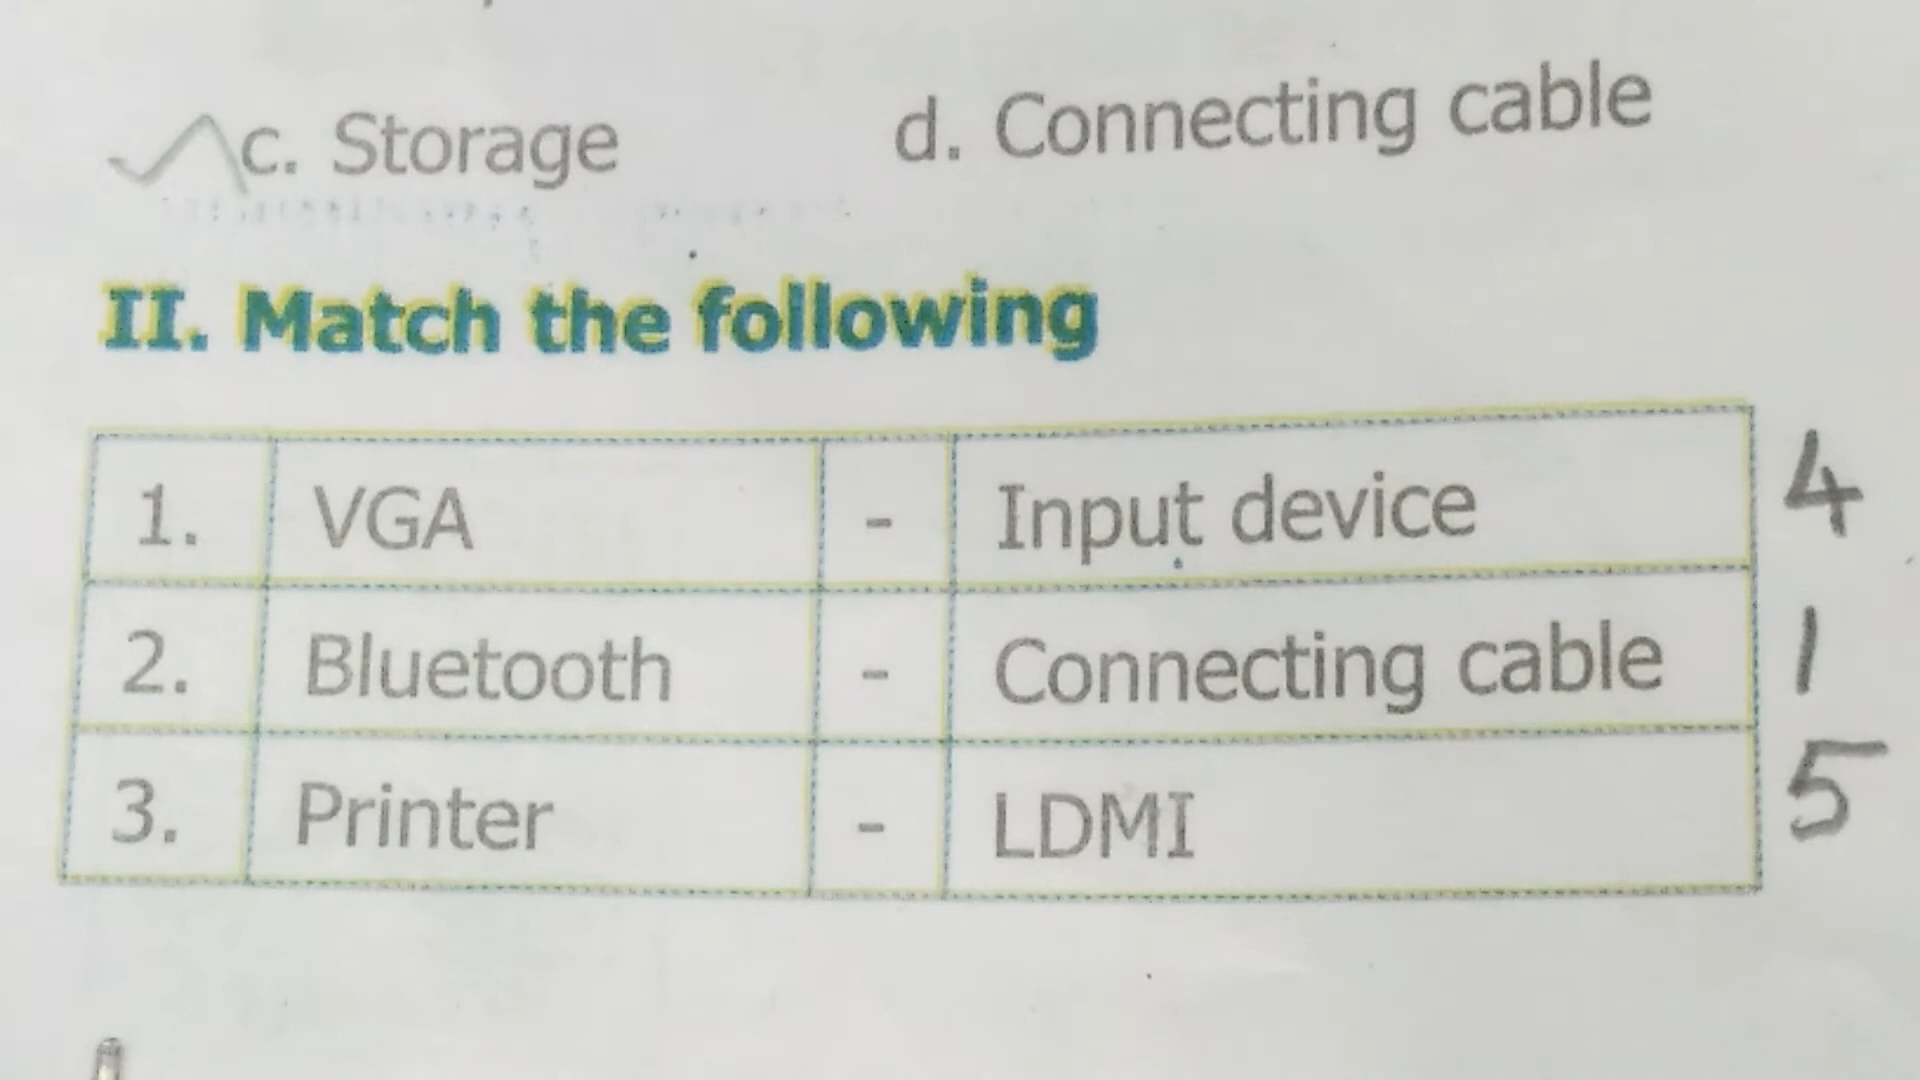 c. Storage d. Connecting cable
II. Match the following
1. VGA - Input device 4
2. Bluetooth - Connecting cable 1
3. Printer - LDMI 5